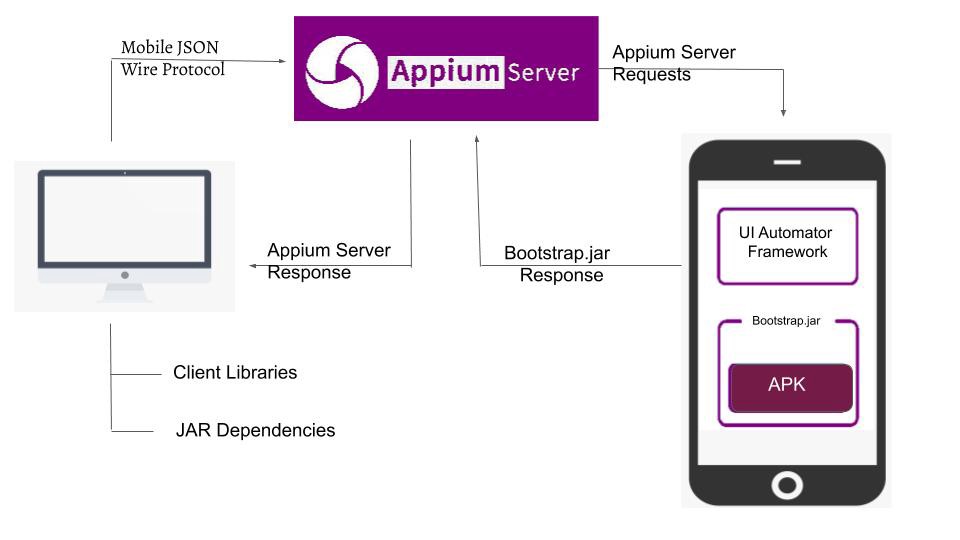 Mobile JSON
Wire Protocol
Appium Server
Appium Server
Requests
Appium Server
Response
Bootstrap.jar
Response
UI Automator
Framework
Bootstrap.jar
APK
Client Libraries
JAR Dependencies